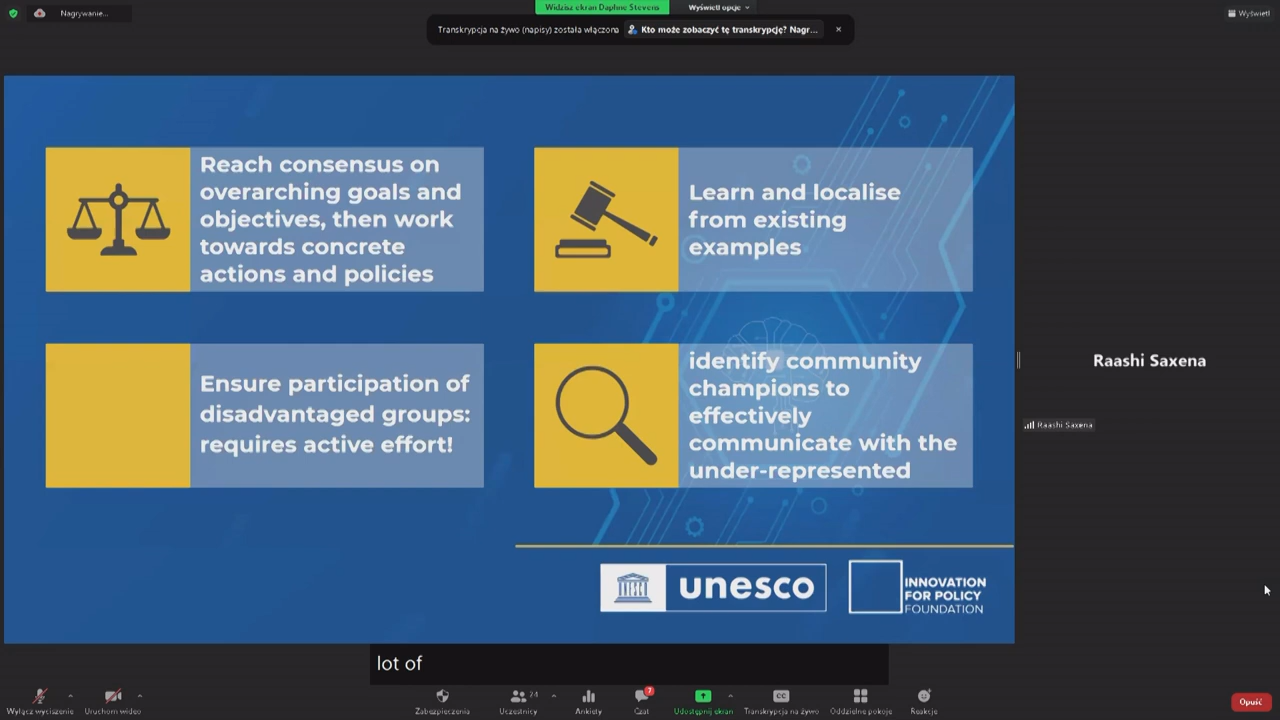 Nagrywanie...
Widzisz ekran Daphne Stevens
Wyświetl opcje
Wyświetl
Transkrypcja na żywo (napisy) została włączona
Kto może zobaczyć tę transkrypcję? Nagr...
Reach consensus on
overarching goals and
objectives, then work
towards concrete
actions and policies
Learn and localise
from existing
examples
Ensure participation of
disadvantaged groups:
requires active effort!
identify community
champions to
effectively
communicate with the
under-represented
unesco
INNOVATION
FOR POLICY
FOUNDATION
Raashi Saxena
Raashi Saxena
lot of
Wyłącz wyciszenie
Uruchom wideo
Zabezpieczenia
Uczestnicy
24
Ankiety
Czat
7
Udostępnij ekran
CC
Transkrypcja na żywo
Oddzielne pokoje
Reakcje
Opuść